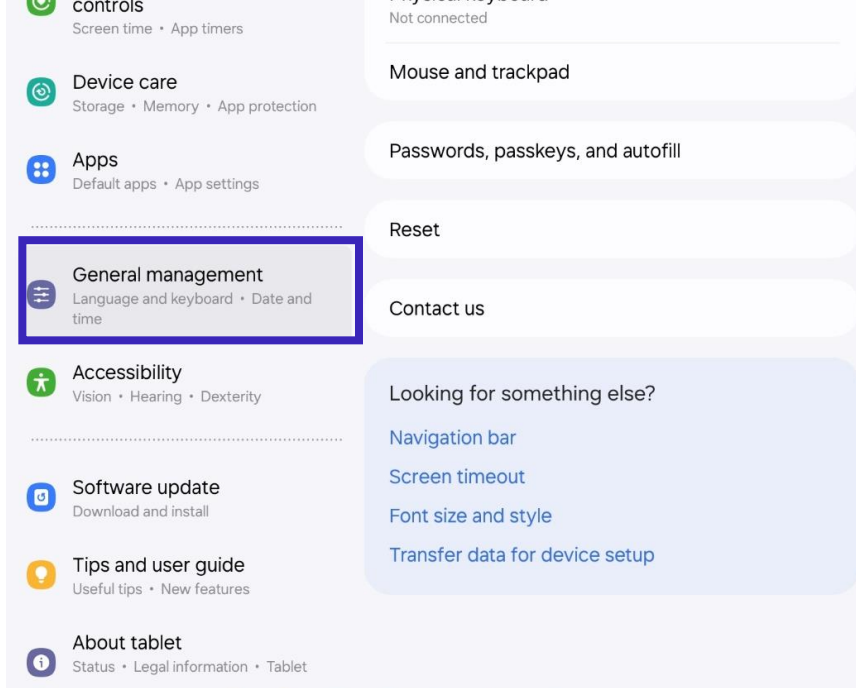 controls
Screen time • App timers
Device care
Storage • Memory • App protection
Apps
Default apps • App settings
General management
Language and keyboard • Date and
time
Accessibility
Vision • Hearing • Dexterity
Software update
Download and install
Tips and user guide
Useful tips • New features
About tablet
Status • Legal information • Tablet
Physical keyboard
Not connected
Mouse and trackpad
Passwords, passkeys, and autofill
Reset
Contact us
Looking for something else?
Navigation bar
Screen timeout
Font size and style
Transfer data for device setup